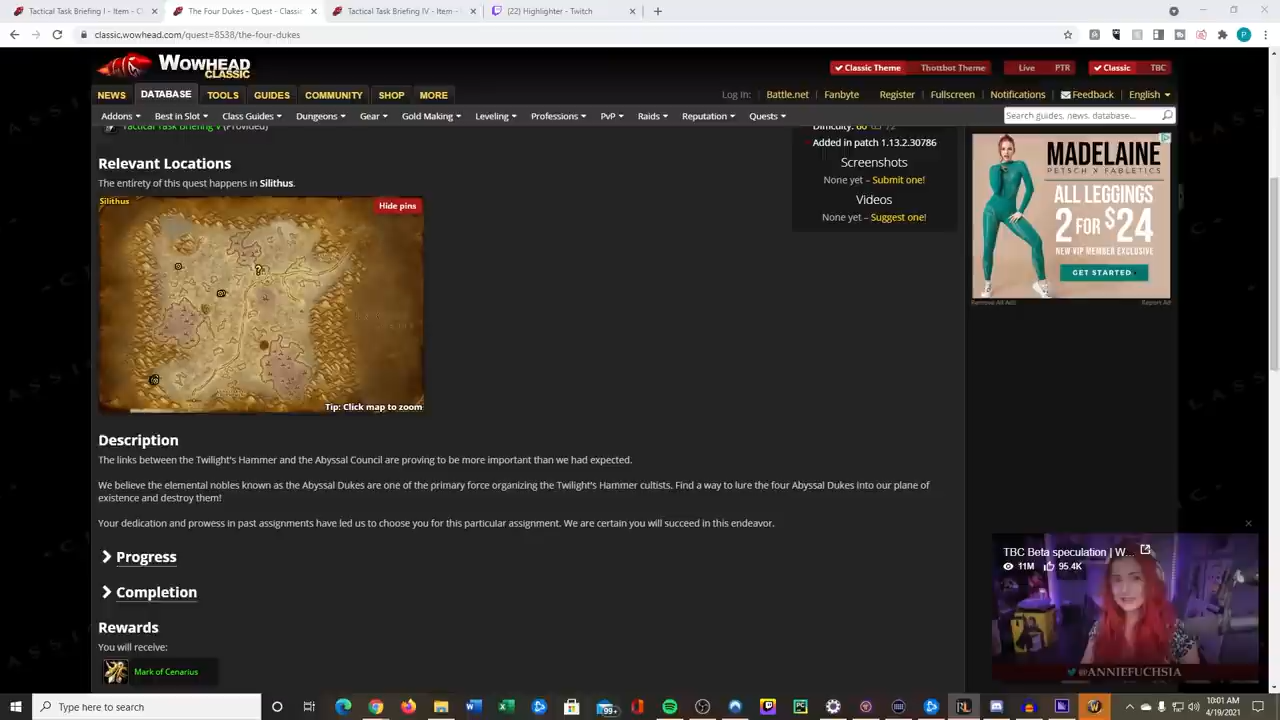 Tactical Task Briefing I - Item - C
The Four Dukes - Quest - Classic
Tactical Task Briefing IV - Item -
(22) Highlighter - Twitch
classic.wowhead.com/quest=8538/the-four-dukes
WOWHEAD
CLASSIC
Classic Theme
Thottbot Theme
Live
PTR
Classic
TBC
NEWS
DATABASE
TOOLS
GUIDES
COMMUNITY
SHOP
MORE
Log in:
Battle.net
Fanbyte
Register
Fullscreen
Notifications
Feedback
English
Addons
Best in Slot
Class Guides
Dungeons
Gear
Gold Making
Leveling
Professions
PvP
Raids
Reputation
Quests
Search guides, news, database...
Tactical Task Briefing V (Provided)
Relevant Locations
The entirety of this quest happens in Silithus.
Silithus
Hide pins
Tip: Click map to zoom
Difficulty: 60
Added in patch 1.13.2.30786
Screenshots
None yet – Submit one!
Videos
None yet – Suggest one!
MADELAINE
PETSCH X FABLETICS
ALL LEGGINGS
2 FOR $24
NEW VIP MEMBER EXCLUSIVE
GET STARTED
Remove All Ads!
Report Ad
Description
The links between the Twilight's Hammer and the Abyssal Council are proving to be more important than we had expected.
We believe the elemental nobles known as the Abyssal Dukes are one of the primary force organizing the Twilight's Hammer cultists. Find a way to lure the four Abyssal Dukes into our plane of
existence and destroy them!
Your dedication and prowess in past assignments have led us to choose you for this particular assignment. We are certain you will succeed in this endeavor.
Progress
Completion
Rewards
You will receive:
Mark of Cenarius
TBC Beta speculation | W...
11M
95.4K
@ANNIEFUCHSIA
Type here to search
99+
10:01 AM
4/19/2021